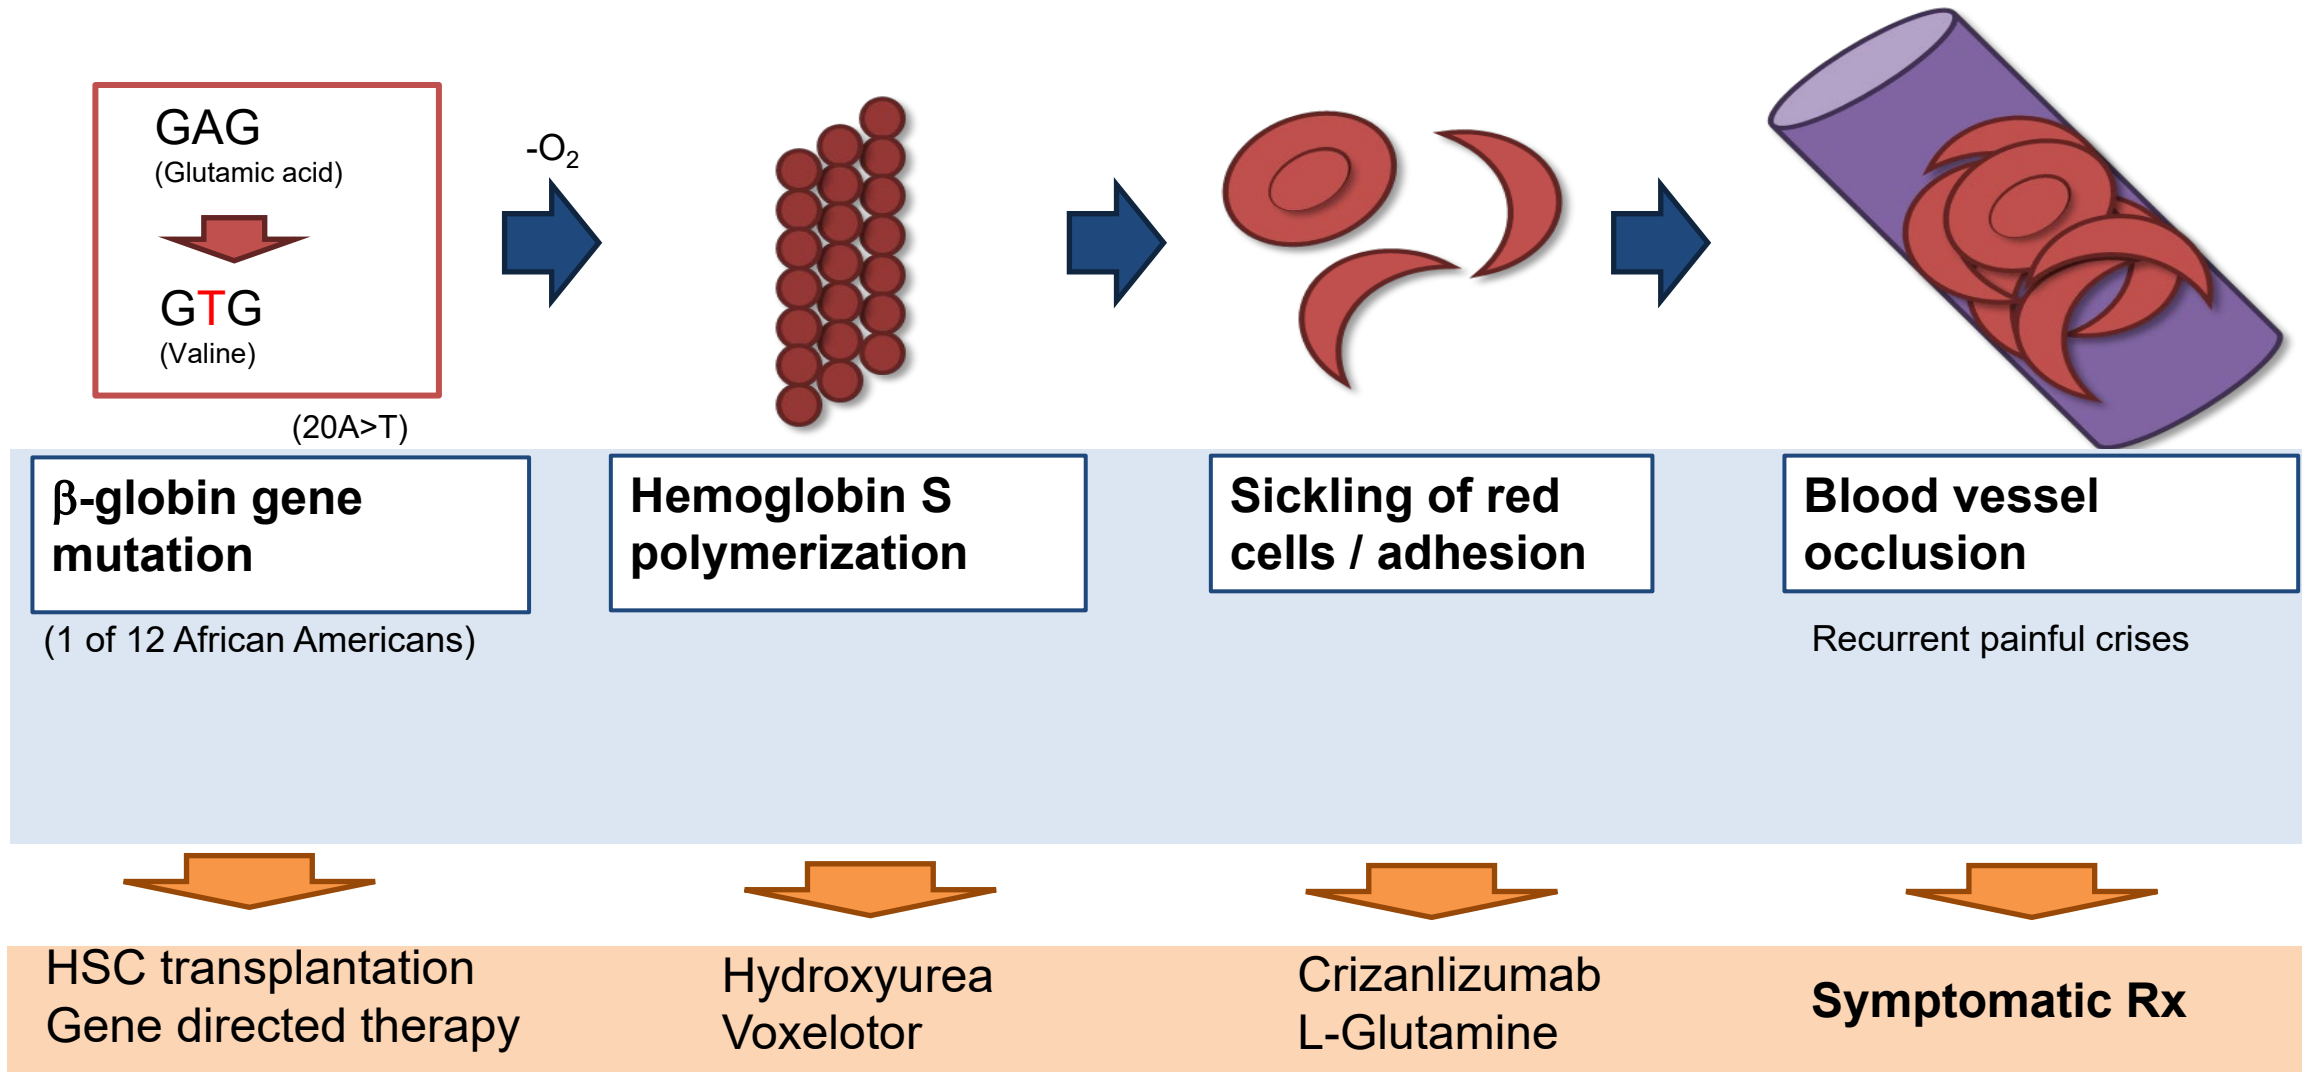 GAG
(Glutamic acid)
GTG
(Valine)
(20A>T)
-O₂
β-globin gene
mutation
(1 of 12 African Americans)
Hemoglobin S
polymerization
Sickling of red
cells / adhesion
Blood vessel
occlusion
Recurrent painful crises
HSC transplantation
Gene directed therapy
Hydroxyurea
Voxelotor
Crizanlizumab
L-Glutamine
Symptomatic Rx